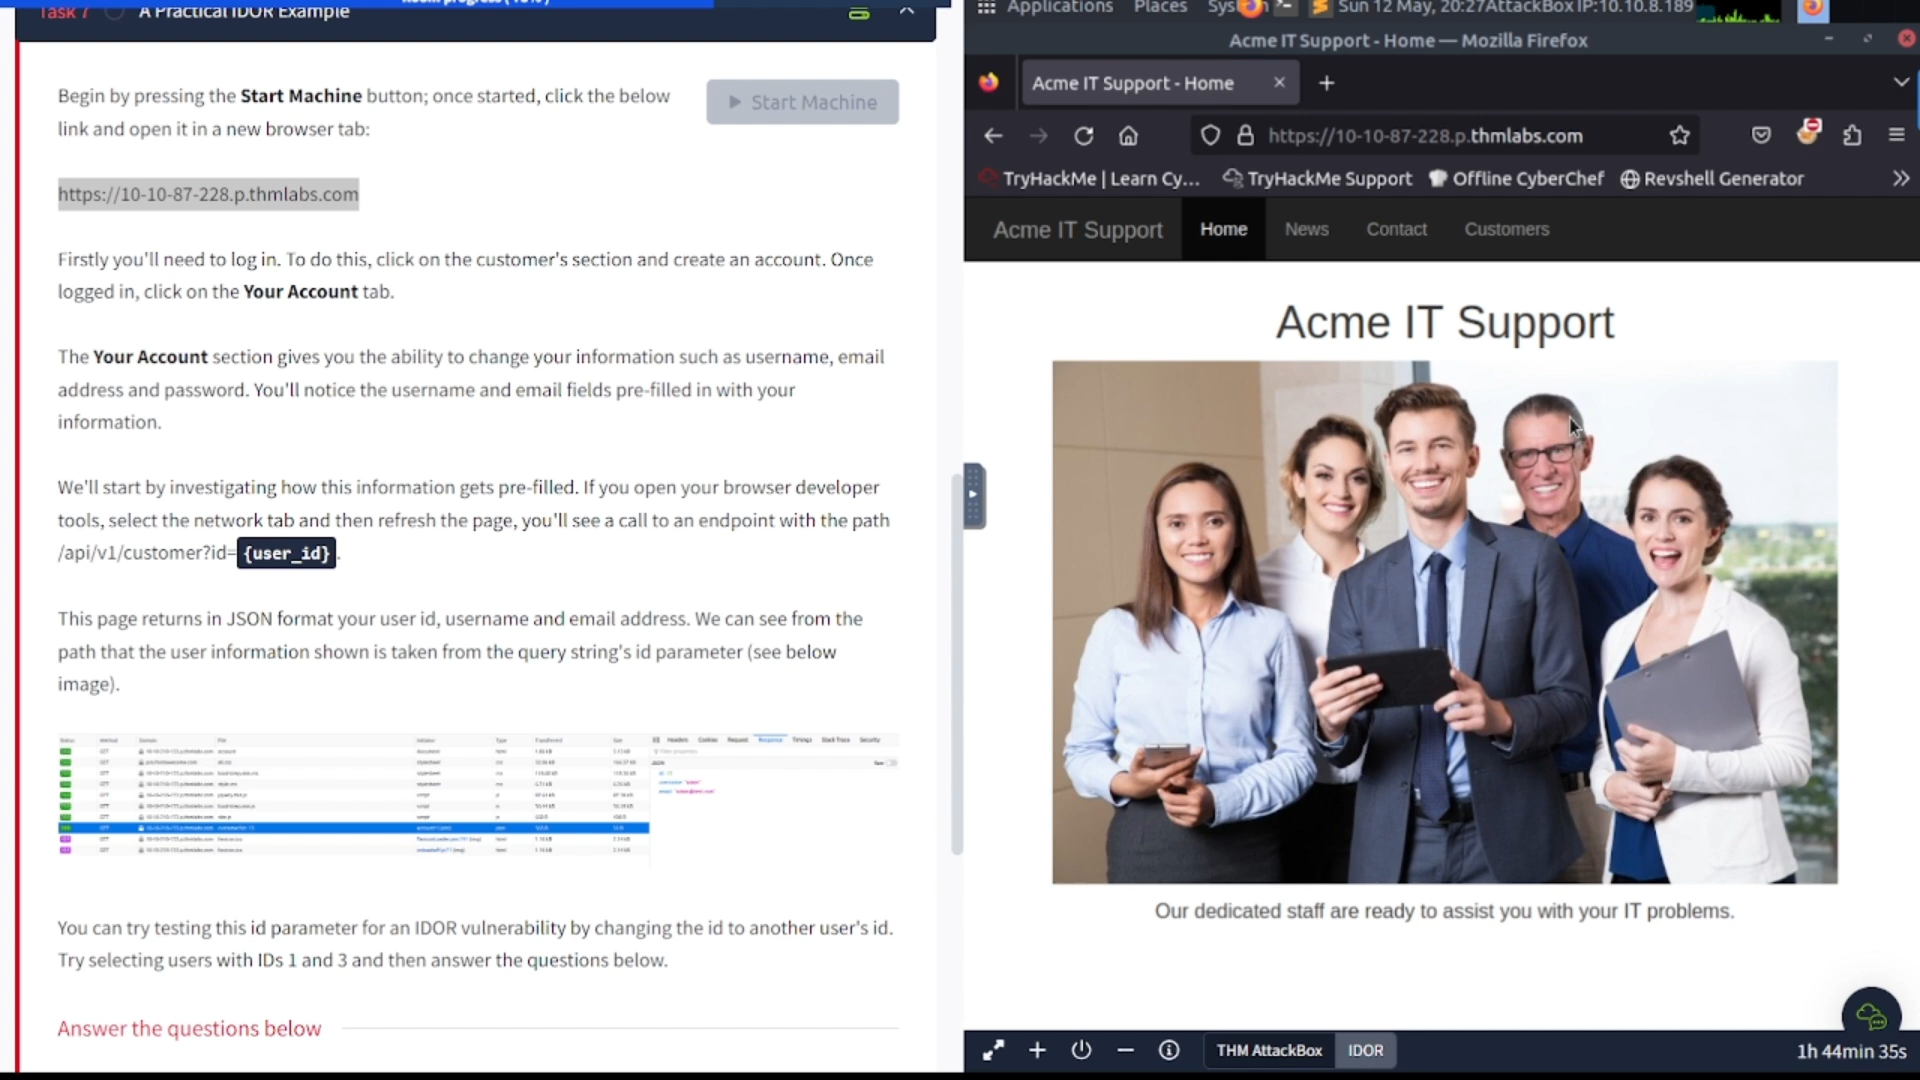 Task 7
A Practical IDOR Example
Begin by pressing the Start Machine button; once started, click the below
link and open it in a new browser tab:
Start Machine
https://10-10-87-228.p.thmlabs.com
Firstly you'll need to log in. To do this, click on the customer's section and create an account. Once
logged in, click on the Your Account tab.
The Your Account section gives you the ability to change your information such as username, email
address and password. You'll notice the username and email fields pre-filled in with your
information.
We'll start by investigating how this information gets pre-filled. If you open your browser developer
tools, select the network tab and then refresh the page, you'll see a call to an endpoint with the path
/api/v1/customer?id={user_id}.
This page returns in JSON format your user id, username and email address. We can see from the
path that the user information shown is taken from the query string's id parameter (see below
image).
Headers Cookies Request Response Timings Stack Trace Security
You can try testing this id parameter for an IDOR vulnerability by changing the id to another user's id.
Try selecting users with IDs 1 and 3 and then answer the questions below.
Answer the questions below
Applications Places Sun 12 May, 20:27 AttackBox IP:10.10.8.189
Acme IT Support - Home — Mozilla Firefox
Acme IT Support - Home
https://10-10-87-228.p.thmlabs.com
TryHackMe | Learn Cy... TryHackMe Support Offline CyberChef Revshell Generator
Acme IT Support Home News Contact Customers
Acme IT Support
Our dedicated staff are ready to assist you with your IT problems.
THM AttackBox IDOR 1h 44min 35s